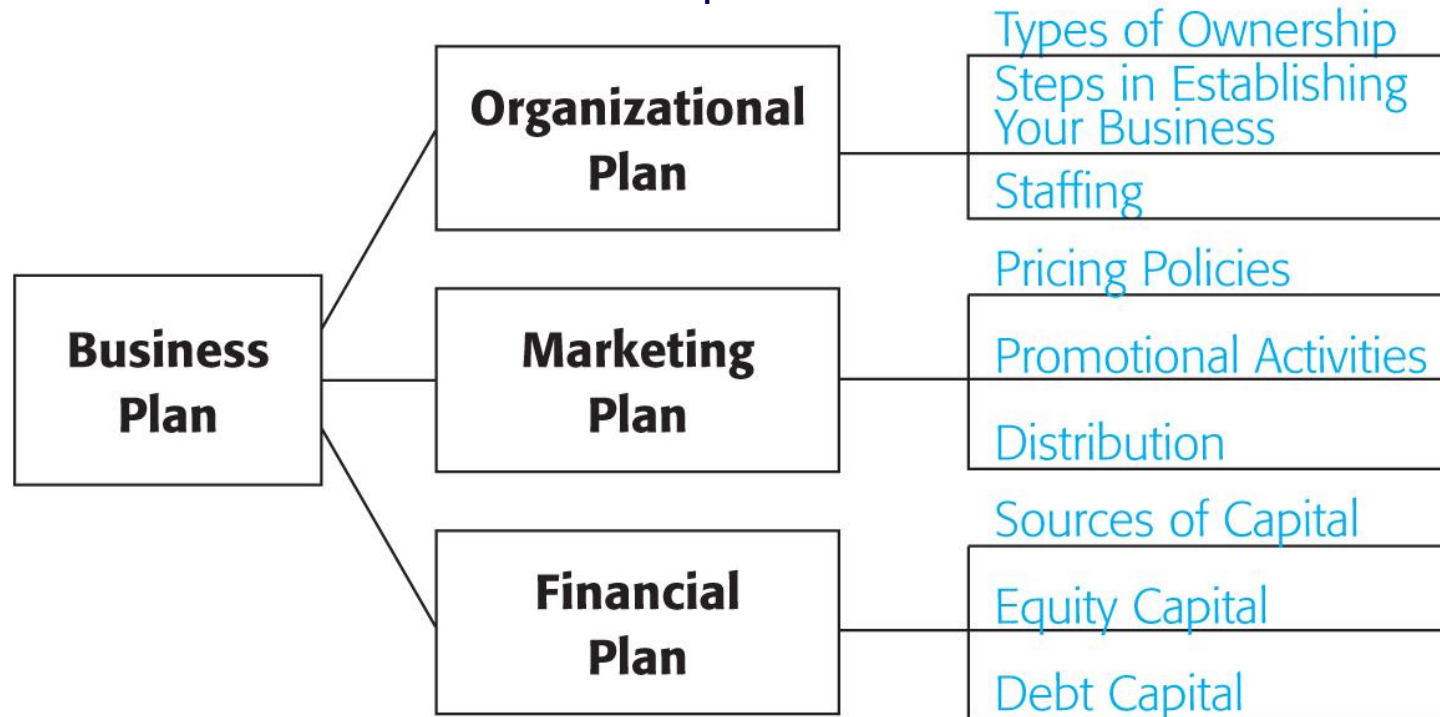 Business
Plan
Organizational
Plan
Types of Ownership
Steps in Establishing
Your Business
Staffing
Marketing
Plan
Pricing Policies
Promotional Activities
Distribution
Financial
Plan
Sources of Capital
Equity Capital
Debt Capital